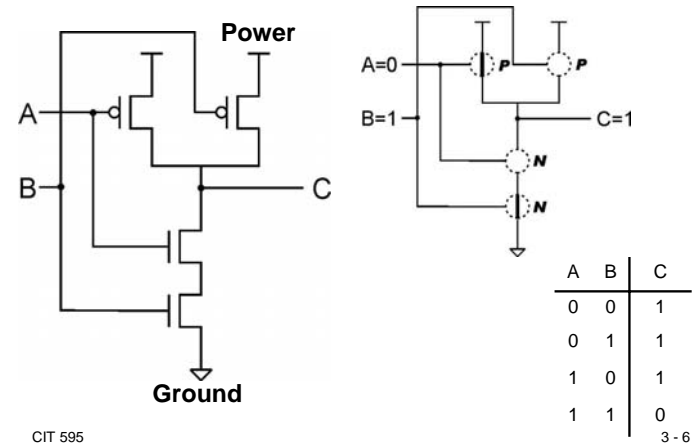 Power
A
B
C
Ground
A=0
P
P
B=1
C=1
N
N
A B C
0 0 1
0 1 1
1 0 1
1 1 0
CIT 595
3 - 6